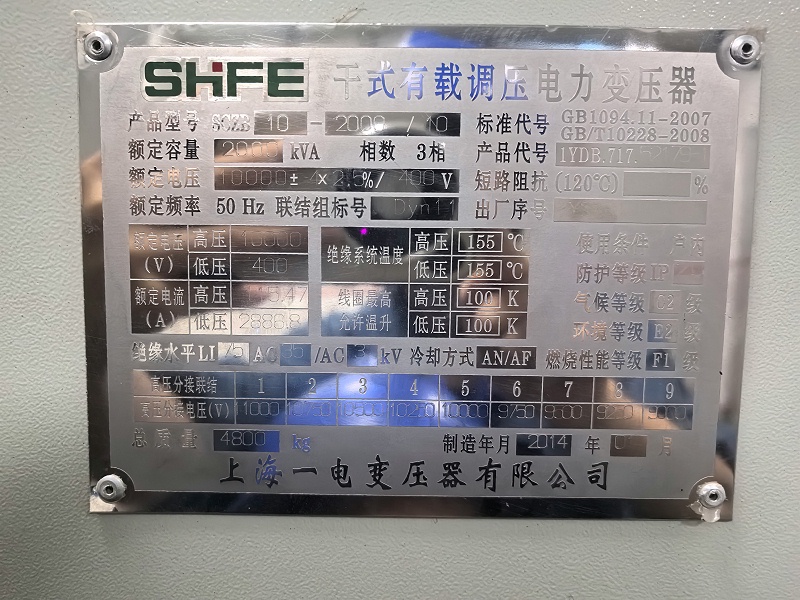 SHFE 干式有载调压电力变压器
产品型号 SCZB 10-2000/10 标准代号 GB1094.11-2007 GB/T10228-2008
额定容量 2000 kVA 相数 3相 产品代号 1YDB.717.
额定电压 10000±4×2.5%/400 V 短路阻抗 (120℃) %
额定频率 50 Hz 联结组标号 Dyn11 出厂序号
额定电压 (V) 高压 10000 绝缘系统温度 高压 155 ℃ 使用条件 户内
低压 400 低压 155 ℃ 防护等级 IP
额定电流 (A) 高压 115.47 线圈最高允许温升 高压 100 K 气候等级 C2 级
低压 2886.8 低压 100 K 环境等级 E2 级
绝缘水平 LI 75 AC 35 /AC 3 kV 冷却方式 AN/AF 燃烧性能等级 F1 级
高压分接联结 1 2 3 4 5 6 7 8 9
高压分接电压(V) 11000 10750 10500 10250 10000 9750 9500 9250 9000
总质量 4800 kg 制造年月 2014 年 月
上海一电变压器有限公司